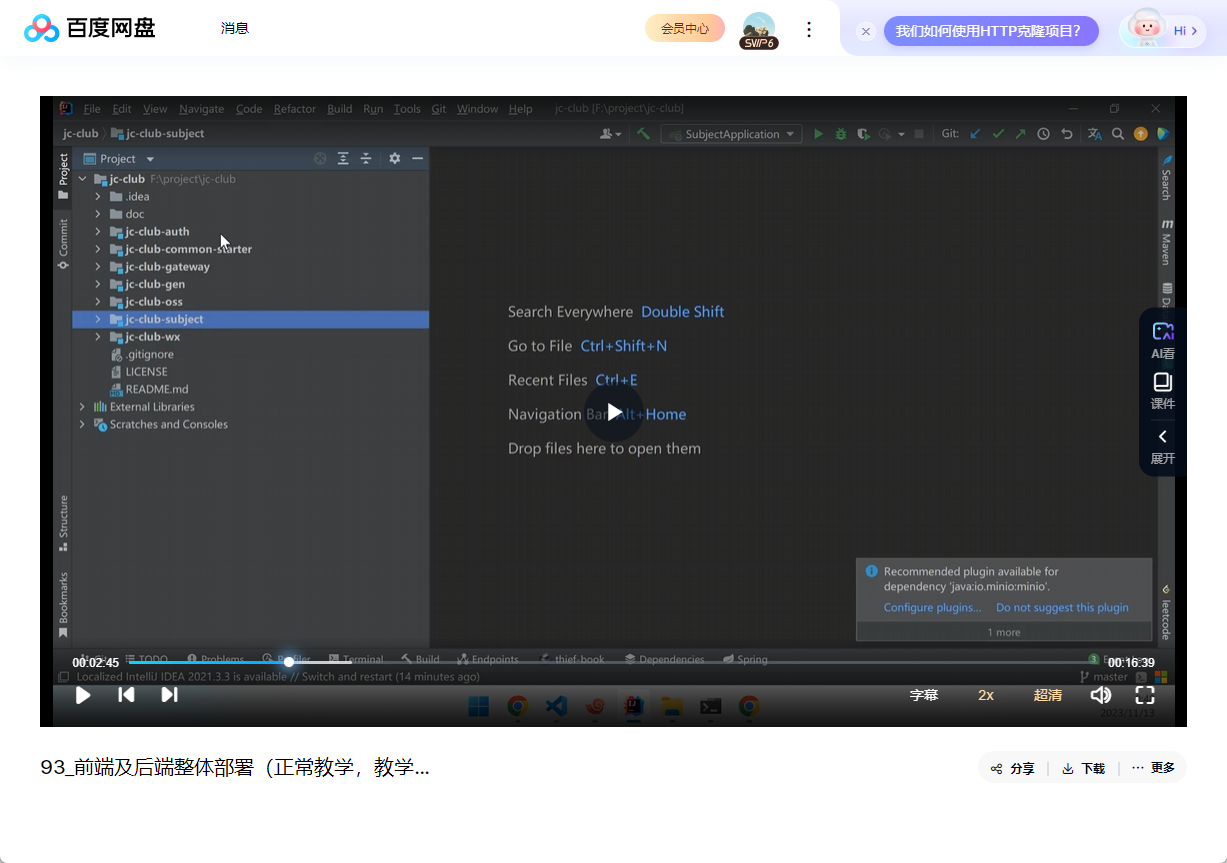 百度网盘
消息
会员中心
SVIP6
我们如何使用HTTP克隆项目?
Hi
File Edit View Navigate Code Refactor Build Run Tools Git Window Help jc-club [F:\project\jc-club]
jc-club jc-club-subject
SubjectApplication
Git:
Project
Project
jc-club F:\project\jc-club
.idea
doc
jc-club-auth
jc-club-common-starter
jc-club-gateway
jc-club-gen
jc-club-oss
jc-club-subject
jc-club-wx
.gitignore
LICENSE
README.md
External Libraries
Scratches and Consoles
Commit
Structure
Bookmarks
Search Everywhere Double Shift
Go to File Ctrl+Shift+N
Recent Files Ctrl+E
Navigation Bar Alt+Home
Drop files here to open them
Search
Maven
leetcode
AI看
课件
展开
Recommended plugin available for
dependency 'java:io.minio:minio'.
Configure plugins... Do not suggest this plugin
1 more
00:02:45
TODO Problems Terminal Build Endpoints thief-book Dependencies Spring
00:16:39
Localized IntelliJ IDEA 2021.3.3 is available // Switch and restart (14 minutes ago)
master
字幕 2x 超清
2023/11/13
93_前端及后端整体部署（正常教学，教学...
分享 下载 更多